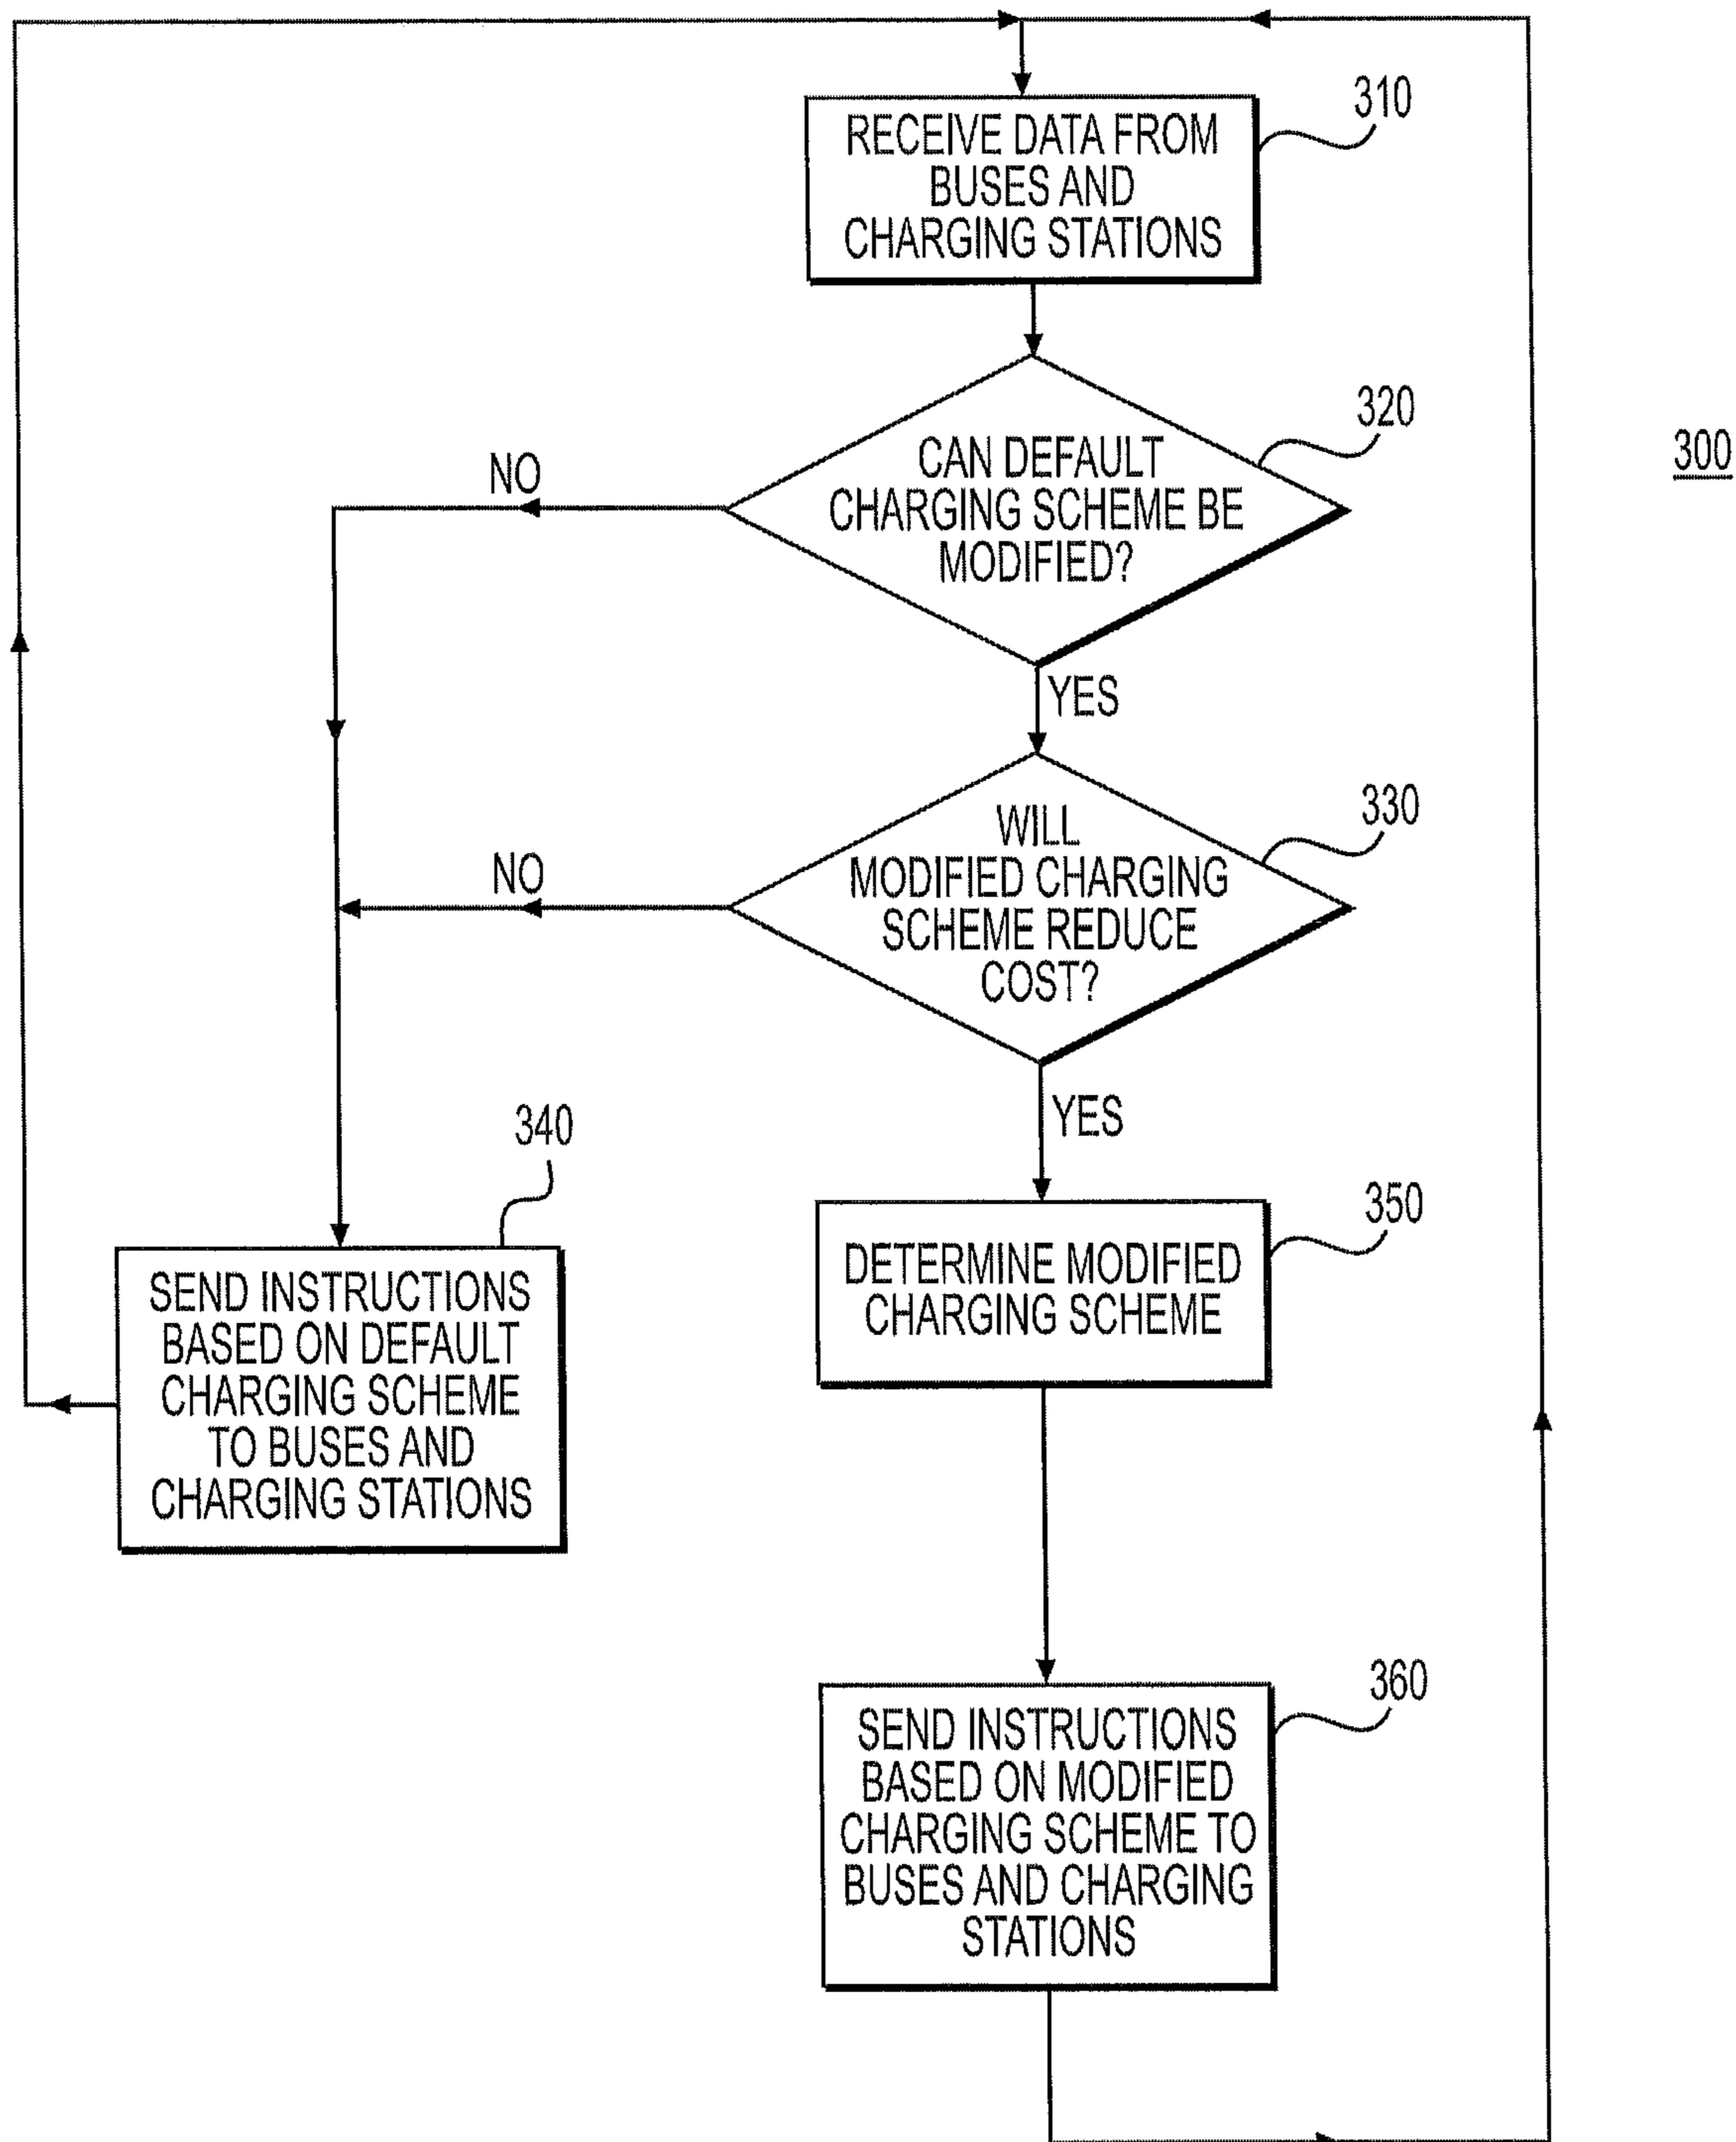 310
RECEIVE DATA FROM
BUSES AND
CHARGING STATIONS
320
300
CAN DEFAULT
CHARGING SCHEME BE
MODIFIED?
NO
YES
330
WILL
MODIFIED CHARGING
SCHEME REDUCE
COST?
NO
YES
340
SEND INSTRUCTIONS
BASED ON DEFAULT
CHARGING SCHEME
TO BUSES AND
CHARGING STATIONS
350
DETERMINE MODIFIED
CHARGING SCHEME
360
SEND INSTRUCTIONS
BASED ON MODIFIED
CHARGING SCHEME TO
BUSES AND CHARGING
STATIONS